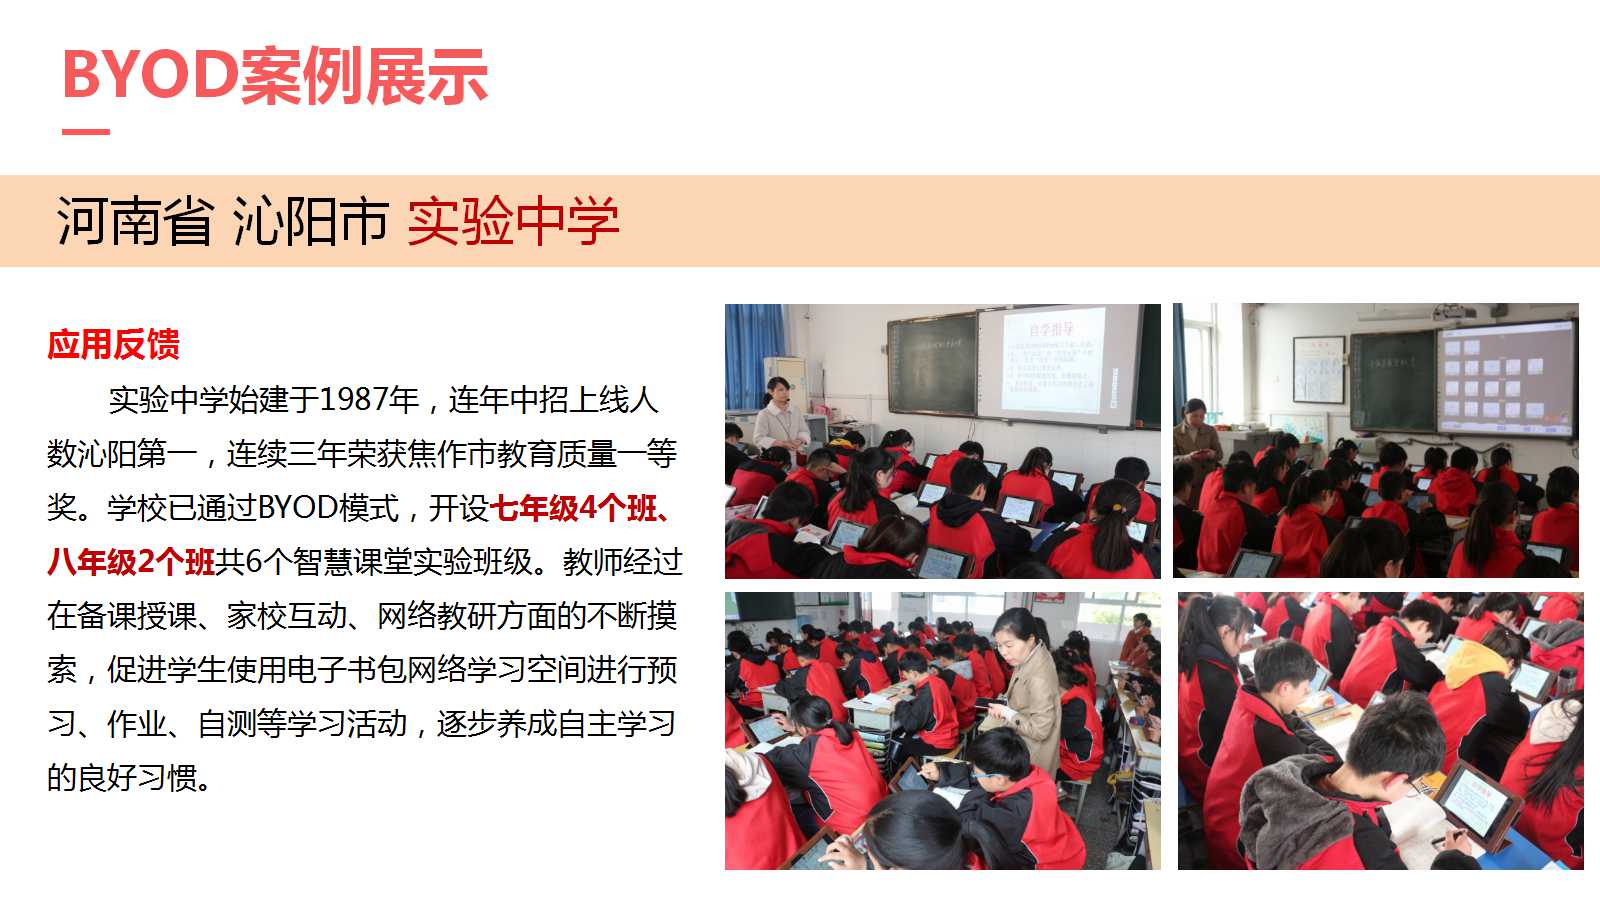 BYOD案例展示
河南省 沁阳市 实验中学
应用反馈
实验中学始建于1987年，连年中招上线人
数沁阳第一，连续三年荣获焦作市教育质量一等
奖。学校已通过BYOD模式，开设七年级4个班、
八年级2个班共6个智慧课堂实验班级。教师经过
在备课授课、家校互动、网络教研方面的不断摸
索，促进学生使用电子书包网络学习空间进行预
习、作业、自测等学习活动，逐步养成自主学习
的良好习惯。
自学指导